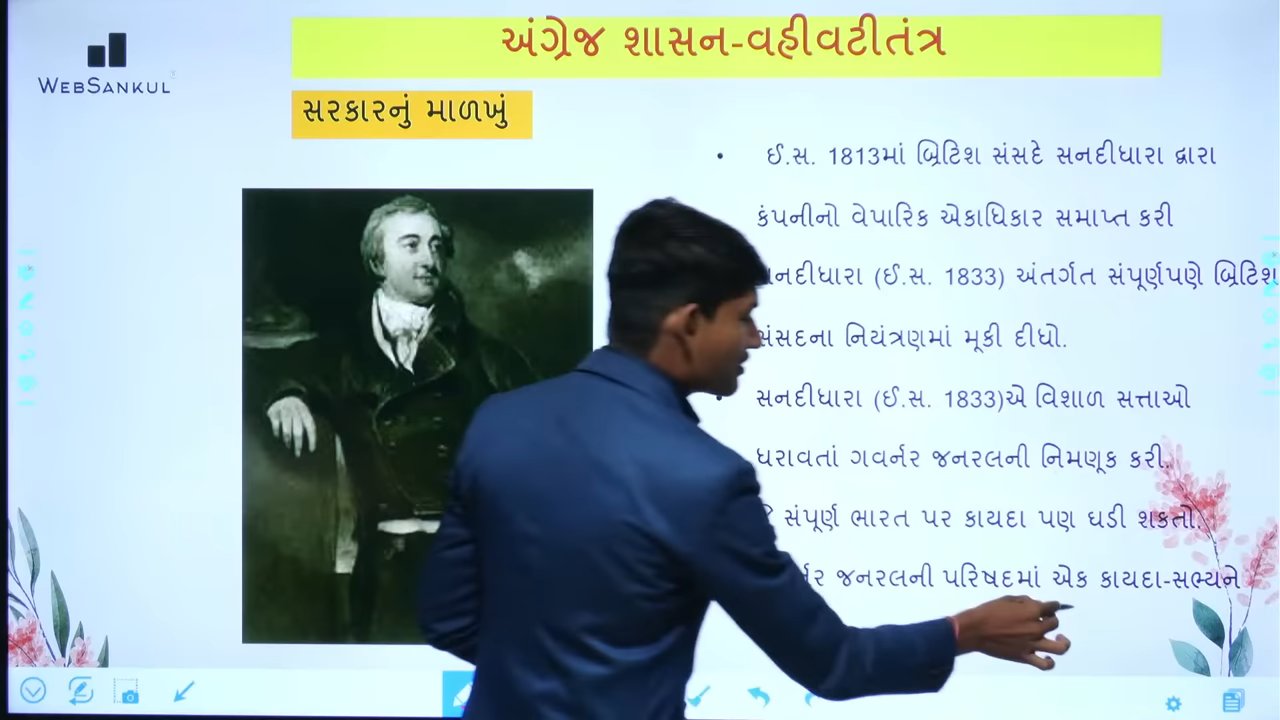 WEBSANKUL
અંગ્રેજ શાસન-વહીવટીતંત્ર
સરકારનું માળખું
• ઈ.સ. 1813માં બ્રિટિશ સંસદે સનદીધારા દ્વારા
કંપનીનો વેપારિક એકાધિકાર સમાપ્ત કરી
(ઈ.સ. 1833) અંતર્ગત સંપૂર્ણપણે બ્રિટિશ
સંસદના નિયંત્રણમાં મૂકી દીધો.
• સનદીધારા (ઈ.સ. 1833)એ વિશાળ સત્તાઓ
ધરાવતાં ગવર્નર જનરલની નિમણૂક કરી.
સંપૂર્ણ ભારત પર કાયદા પણ ઘડી શકતો.
જનરલની પરિષદમાં એક કાયદા-સભ્યને